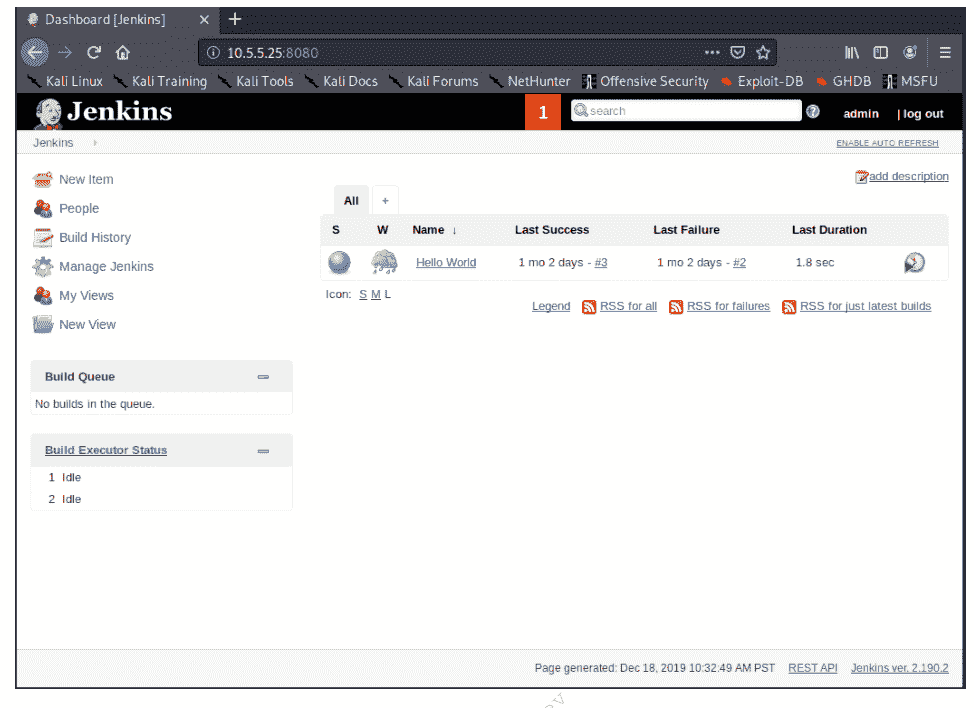 Dashboard [Jenkins]
10.5.5.25:8080
Kali Linux Kali Training Kali Tools Kali Docs Kali Forums NetHunter Offensive Security Exploit-DB GHDB MSFU
Jenkins 1 search admin | log out
Jenkins ENABLE AUTO REFRESH
New Item
People
Build History
Manage Jenkins
My Views
New View
Build Queue
No builds in the queue.
Build Executor Status
1 Idle
2 Idle
add description
All +
S W Name ↓ Last Success Last Failure Last Duration
Hello World 1 mo 2 days - #3 1 mo 2 days - #2 1.8 sec
Icon: S M L
Legend RSS for all RSS for failures RSS for just latest builds
Page generated: Dec 18, 2019 10:32:49 AM PST REST API Jenkins ver. 2.190.2